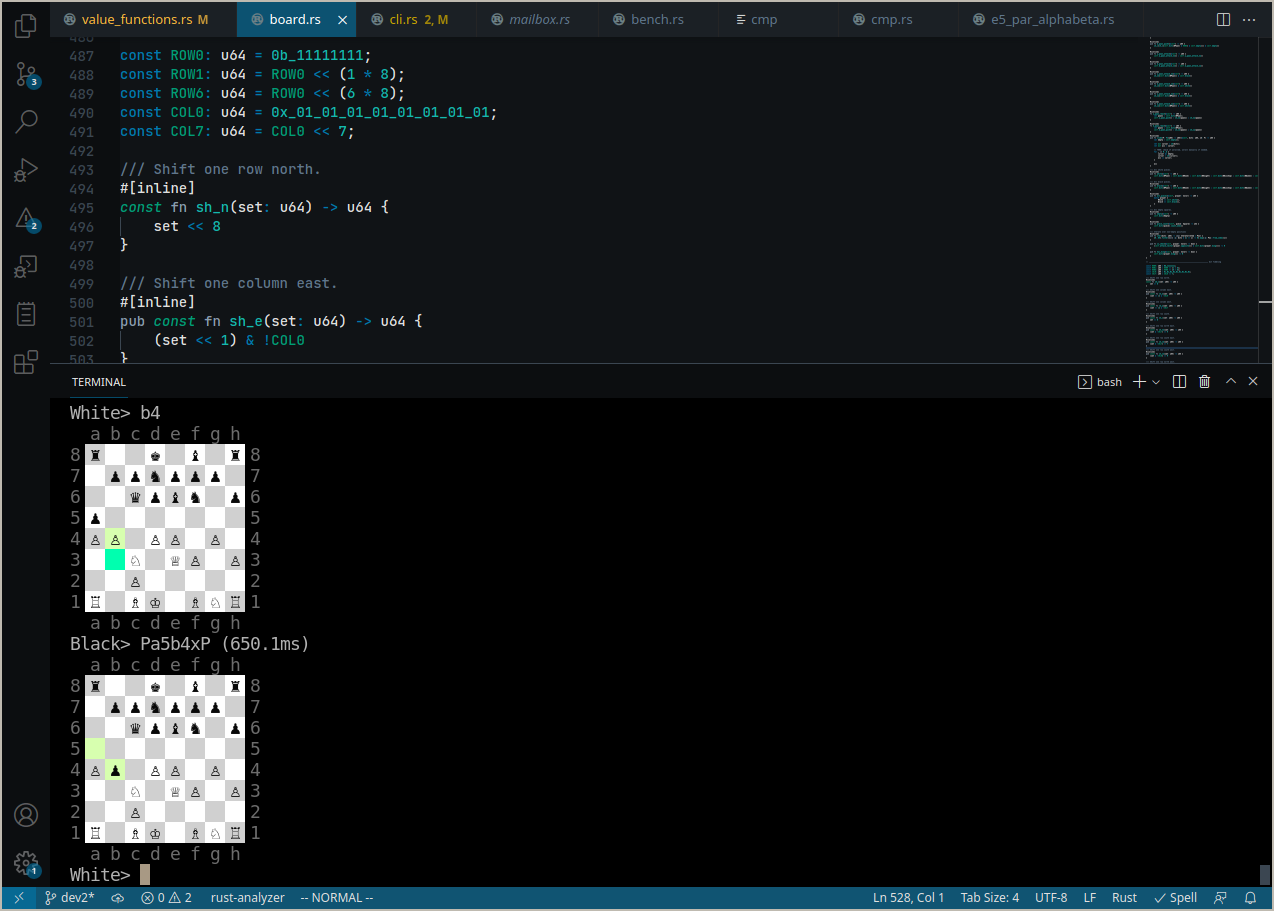 value_functions.rs M board.rs cli.rs 2, M mailbox.rs bench.rs cmp cmp.rs e5_par_alphabeta.rs
486
487 const ROW0: u64 = 0b_11111111;
488 const ROW1: u64 = ROW0 << (1 * 8);
489 const ROW6: u64 = ROW0 << (6 * 8);
490 const COL0: u64 = 0x_01_01_01_01_01_01_01_01;
491 const COL7: u64 = COL0 << 7;
492
493 /// Shift one row north.
494 #[inline]
495 const fn sh_n(set: u64) -> u64 {
496 set << 8
497 }
498
499 /// Shift one column east.
500 #[inline]
501 pub const fn sh_e(set: u64) -> u64 {
502 (set << 1) & !COL0
503 }
3
2
TERMINAL
bash
White> b4
a b c d e f g h
8 ♜ ♚ ♝ ♜ 8
7 ♟ ♟ ♞ ♟ ♟ ♟ 7
6 ♛ ♟ ♝ ♞ ♟ 6
5 ♟ 5
4 ♙ ♙ ♙ ♙ ♙ 4
3 ♘ ♕ ♙ ♙ 3
2 ♙ 2
1 ♖ ♗ ♔ ♗ ♘ ♖ 1
a b c d e f g h
Black> Pa5b4xP (650.1ms)
a b c d e f g h
8 ♜ ♚ ♝ ♜ 8
7 ♟ ♟ ♞ ♟ ♟ ♟ 7
6 ♛ ♟ ♝ ♞ ♟ 6
5 5
4 ♙ ♟ ♙ ♙ ♙ 4
3 ♘ ♕ ♙ ♙ 3
2 ♙ 2
1 ♖ ♗ ♔ ♗ ♘ ♖ 1
a b c d e f g h
White>
1
dev2* 0 2 rust-analyzer -- NORMAL -- Ln 528, Col 1 Tab Size: 4 UTF-8 LF Rust Spell